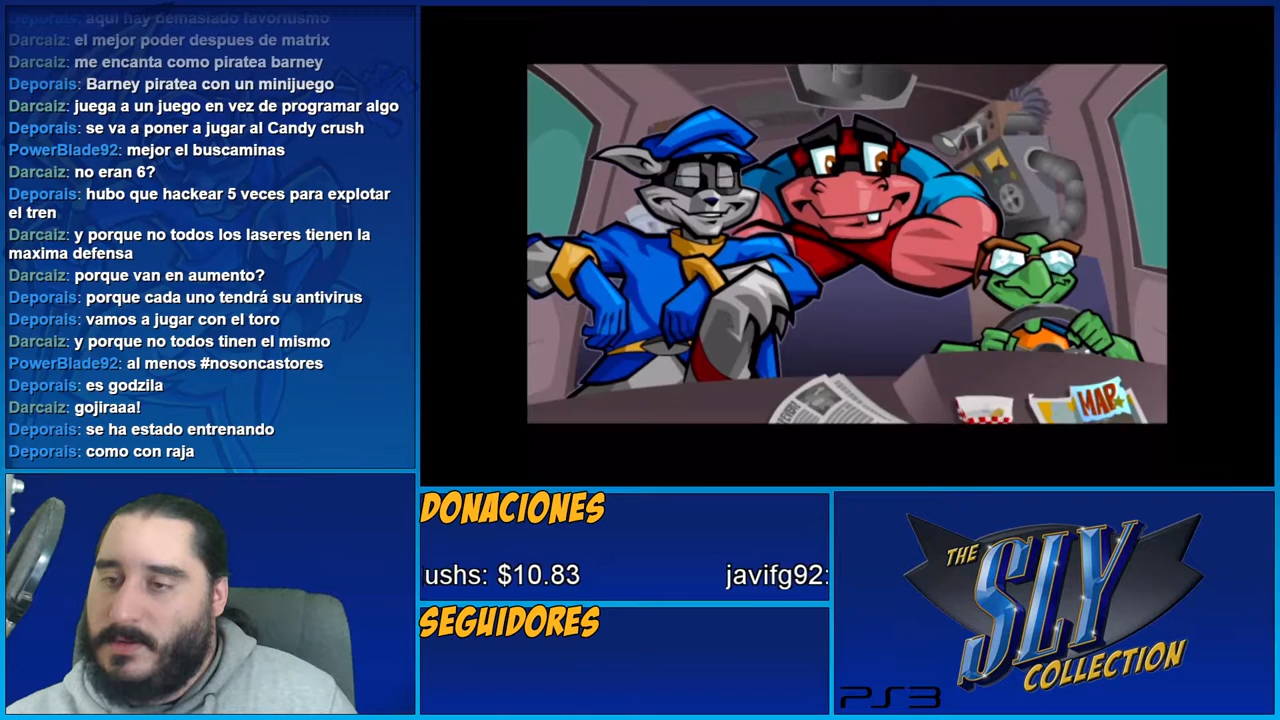 Deporais: aqui hay demasiado favoritismo
Darcaiz: el mejor poder despues de matrix
Darcaiz: me encanta como piratea barney
Deporais: Barney piratea con un minijuego
Darcaiz: juega a un juego en vez de programar algo
Deporais: se va a poner a jugar al Candy crush
PowerBlade92: mejor el buscaminas
Darcaiz: no eran 6?
Deporais: hubo que hackear 5 veces para explotar
el tren
Darcaiz: y porque no todos los laseres tienen la
maxima defensa
Darcaiz: porque van en aumento?
Deporais: porque cada uno tendrá su antivirus
Deporais: vamos a jugar con el toro
Darcaiz: y porque no todos tinen el mismo
PowerBlade92: al menos #nosoncastores
Deporais: es godzila
Darcaiz: gojiraaa!
Deporais: se ha estado entrenando
Deporais: como con raja
MAP
DONACIONES
ushs: $10.83 javifg92:
SEGUIDORES
THE
SLY
COLLECTION
PS3